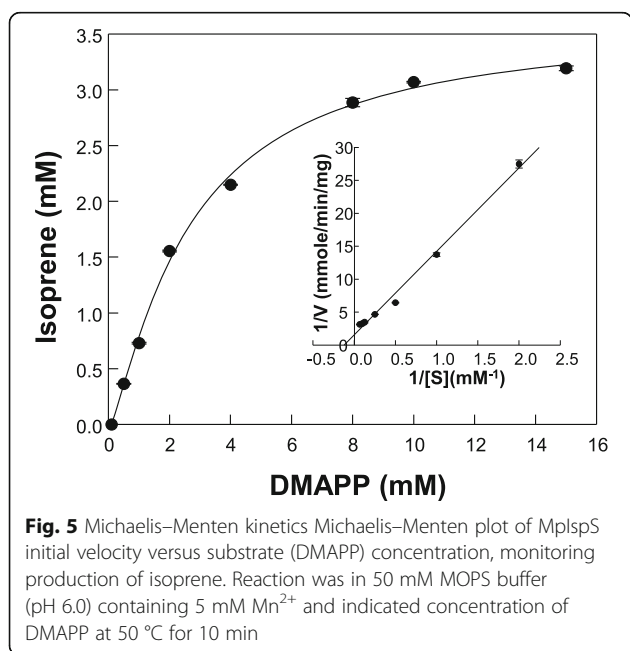 3.5
3.0
2.5
2.0
1.5
1.0
0.5
0.0
Isoprene (mM)
0 2 4 6 8 10 12 14 16
DMAPP (mM)
30
25
20
15
10
5
0
1/V (mmole/min/mg)
-0.5 0.0 0.5 1.0 1.5 2.0 2.5
1/[S](mM⁻¹)
Fig. 5 Michaelis–Menten kinetics Michaelis–Menten plot of MpIspS
initial velocity versus substrate (DMAPP) concentration, monitoring
production of isoprene. Reaction was in 50 mM MOPS buffer
(pH 6.0) containing 5 mM Mn²⁺ and indicated concentration of
DMAPP at 50 °C for 10 min